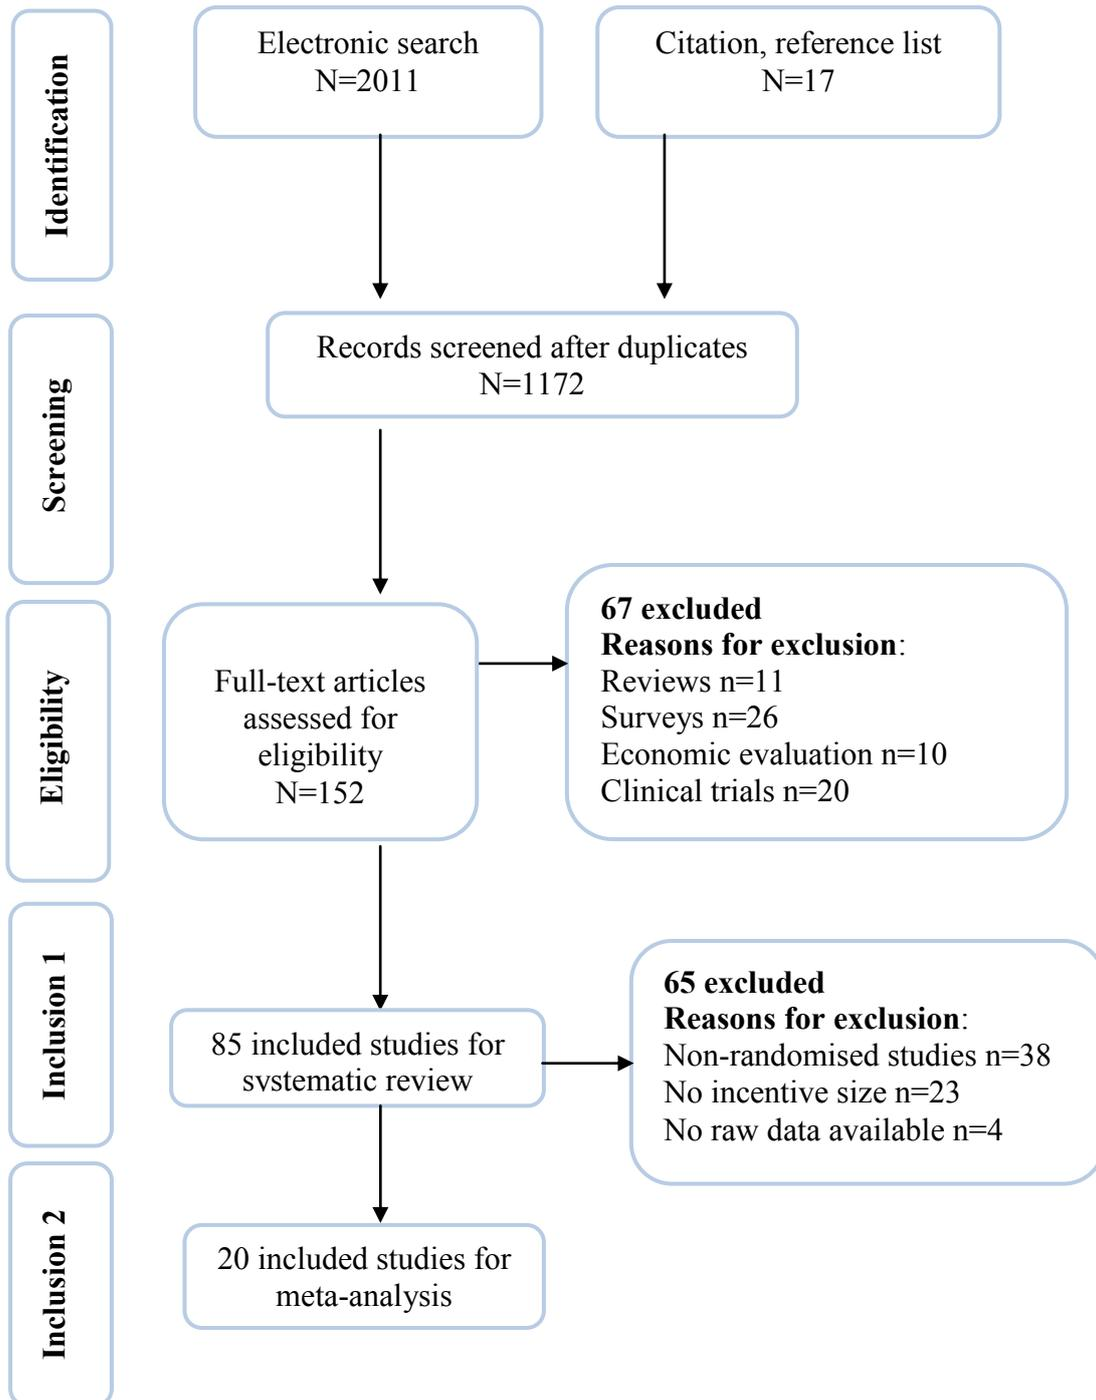 Identification
Electronic search
N=2011
Citation, reference list
N=17
Screening
Records screened after duplicates
N=1172
Eligibility
Full-text articles
assessed for
eligibility
N=152
67 excluded
Reasons for exclusion:
Reviews n=11
Surveys n=26
Economic evaluation n=10
Clinical trials n=20
Inclusion 1
85 included studies for
systematic review
65 excluded
Reasons for exclusion:
Non-randomised studies n=38
No incentive size n=23
No raw data available n=4
Inclusion 2
20 included studies for
meta-analysis